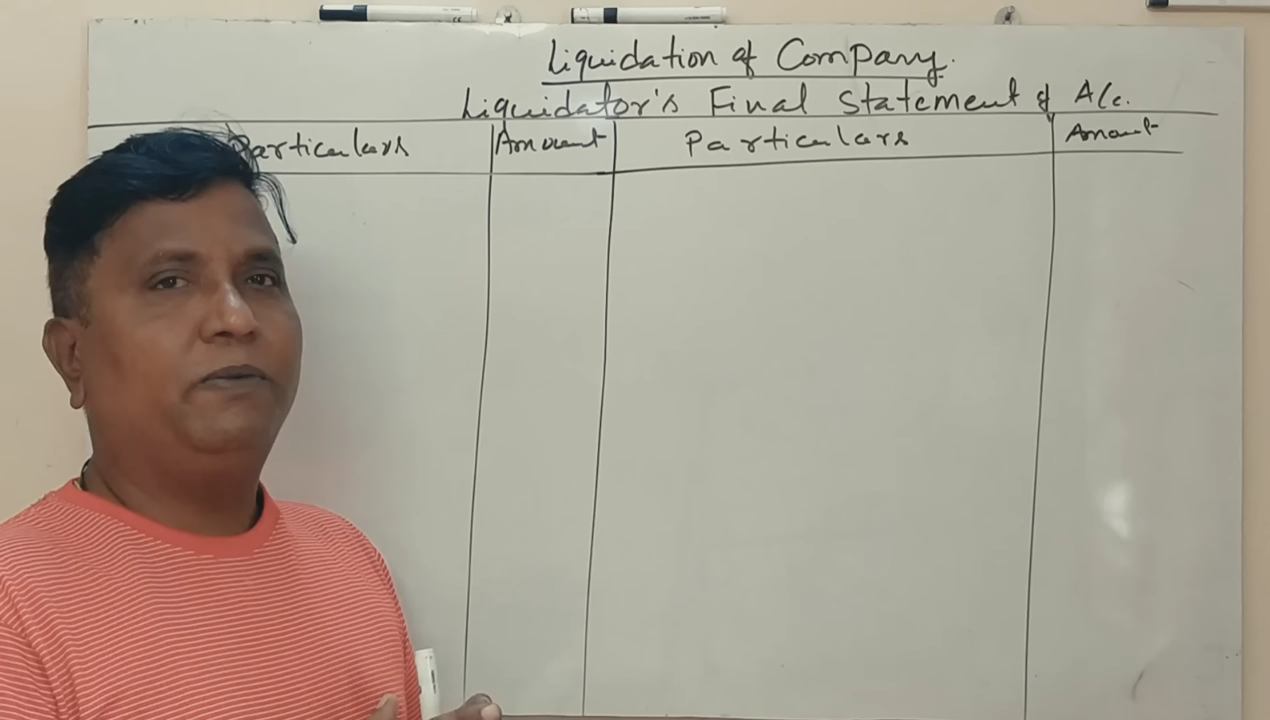 Liquidation of Company.
Liquidator's Final Statement of A/c.
Particulars Amount Particulars Amount